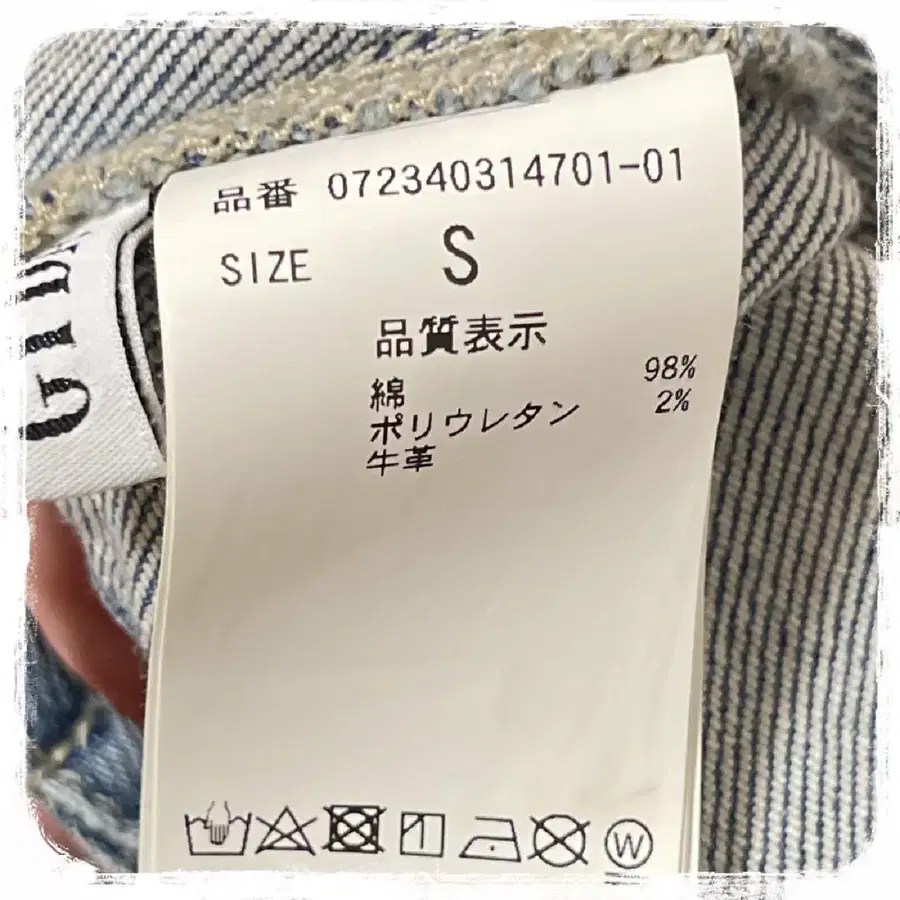 品番 072340314701-01
SIZE S
品質表示
綿 98%
ポリウレタン 2%
牛革
W